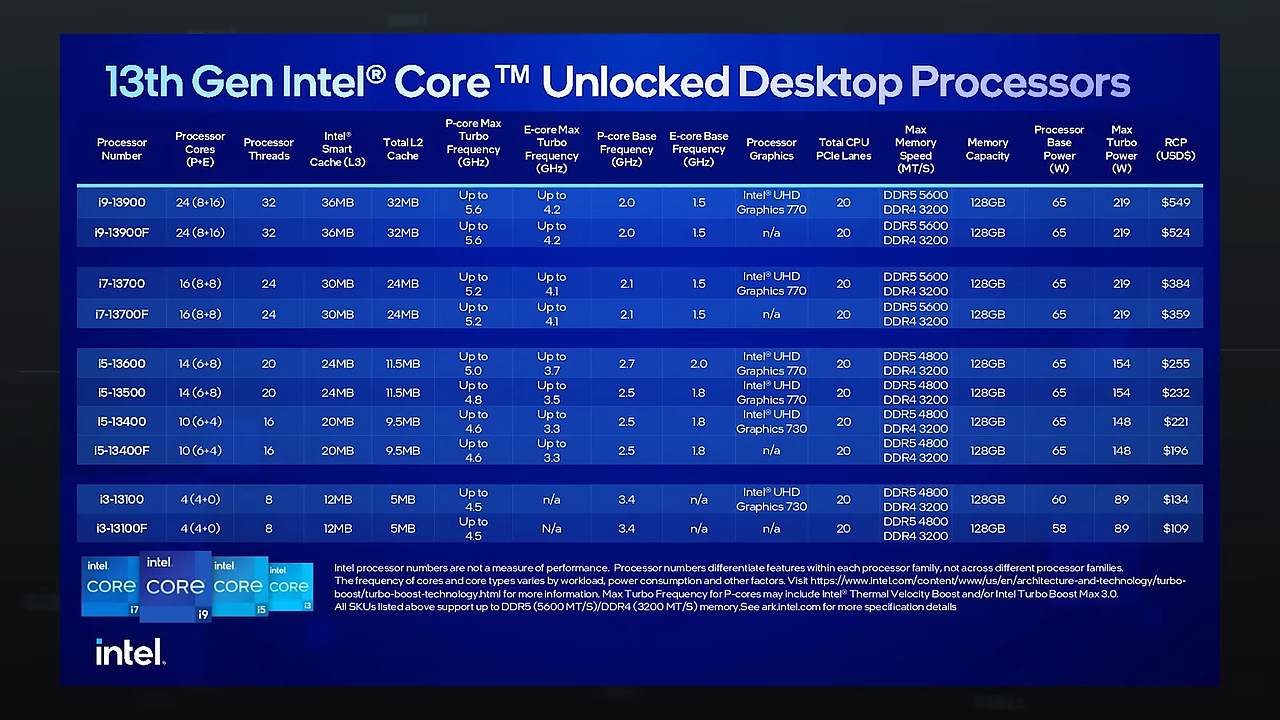 13th Gen Intel® Core™ Unlocked Desktop Processors
Processor Number | Processor Cores (P+E) | Processor Threads | Intel® Smart Cache (L3) | Total L2 Cache | P-core Max Turbo Frequency (GHz) | E-core Max Turbo Frequency (GHz) | P-core Base Frequency (GHz) | E-core Base Frequency (GHz) | Processor Graphics | Total CPU PCIe Lanes | Max Memory Speed (MT/S) | Memory Capacity | Processor Base Power (W) | Max Turbo Power (W) | RCP (USD$)
i9-13900 | 24 (8+16) | 32 | 36MB | 32MB | Up to 5.6 | Up to 4.2 | 2.0 | 1.5 | Intel® UHD Graphics 770 | 20 | DDR5 5600 DDR4 3200 | 128GB | 65 | 219 | $549
i9-13900F | 24 (8+16) | 32 | 36MB | 32MB | Up to 5.6 | Up to 4.2 | 2.0 | 1.5 | n/a | 20 | DDR5 5600 DDR4 3200 | 128GB | 65 | 219 | $524
i7-13700 | 16 (8+8) | 24 | 30MB | 24MB | Up to 5.2 | Up to 4.1 | 2.1 | 1.5 | Intel® UHD Graphics 770 | 20 | DDR5 5600 DDR4 3200 | 128GB | 65 | 219 | $384
i7-13700F | 16 (8+8) | 24 | 30MB | 24MB | Up to 5.2 | Up to 4.1 | 2.1 | 1.5 | n/a | 20 | DDR5 5600 DDR4 3200 | 128GB | 65 | 219 | $359
i5-13600 | 14 (6+8) | 20 | 24MB | 11.5MB | Up to 5.0 | Up to 3.7 | 2.7 | 2.0 | Intel® UHD Graphics 770 | 20 | DDR5 4800 DDR4 3200 | 128GB | 65 | 154 | $255
i5-13500 | 14 (6+8) | 20 | 24MB | 11.5MB | Up to 4.8 | Up to 3.5 | 2.5 | 1.8 | Intel® UHD Graphics 770 | 20 | DDR5 4800 DDR4 3200 | 128GB | 65 | 154 | $232
i5-13400 | 10 (6+4) | 16 | 20MB | 9.5MB | Up to 4.6 | Up to 3.3 | 2.5 | 1.8 | Intel® UHD Graphics 730 | 20 | DDR5 4800 DDR4 3200 | 128GB | 65 | 148 | $221
i5-13400F | 10 (6+4) | 16 | 20MB | 9.5MB | Up to 4.6 | Up to 3.3 | 2.5 | 1.8 | n/a | 20 | DDR5 4800 DDR4 3200 | 128GB | 65 | 148 | $196
i3-13100 | 4 (4+0) | 8 | 12MB | 5MB | Up to 4.5 | n/a | 3.4 | n/a | Intel® UHD Graphics 730 | 20 | DDR5 4800 DDR4 3200 | 128GB | 60 | 89 | $134
i3-13100F | 4 (4+0) | 8 | 12MB | 5MB | Up to 4.5 | N/a | 3.4 | n/a | n/a | 20 | DDR5 4800 DDR4 3200 | 128GB | 58 | 89 | $109
intel. CORE i7
intel. CORE i9
intel. CORE i5
intel. CORE i3
Intel processor numbers are not a measure of performance. Processor numbers differentiate features within each processor family, not across different processor families.
The frequency of cores and core types varies by workload, power consumption and other factors. Visit https://www.intel.com/content/www/us/en/architecture-and-technology/turbo-
boost/turbo-boost-technology.html for more information. Max Turbo Frequency for P-cores may include Intel® Thermal Velocity Boost and/or Intel Turbo Boost Max 3.0.
All SKUs listed above support up to DDR5 (5600 MT/S)/DDR4 (3200 MT/S) memory.See ark.intel.com for more specification details
intel.